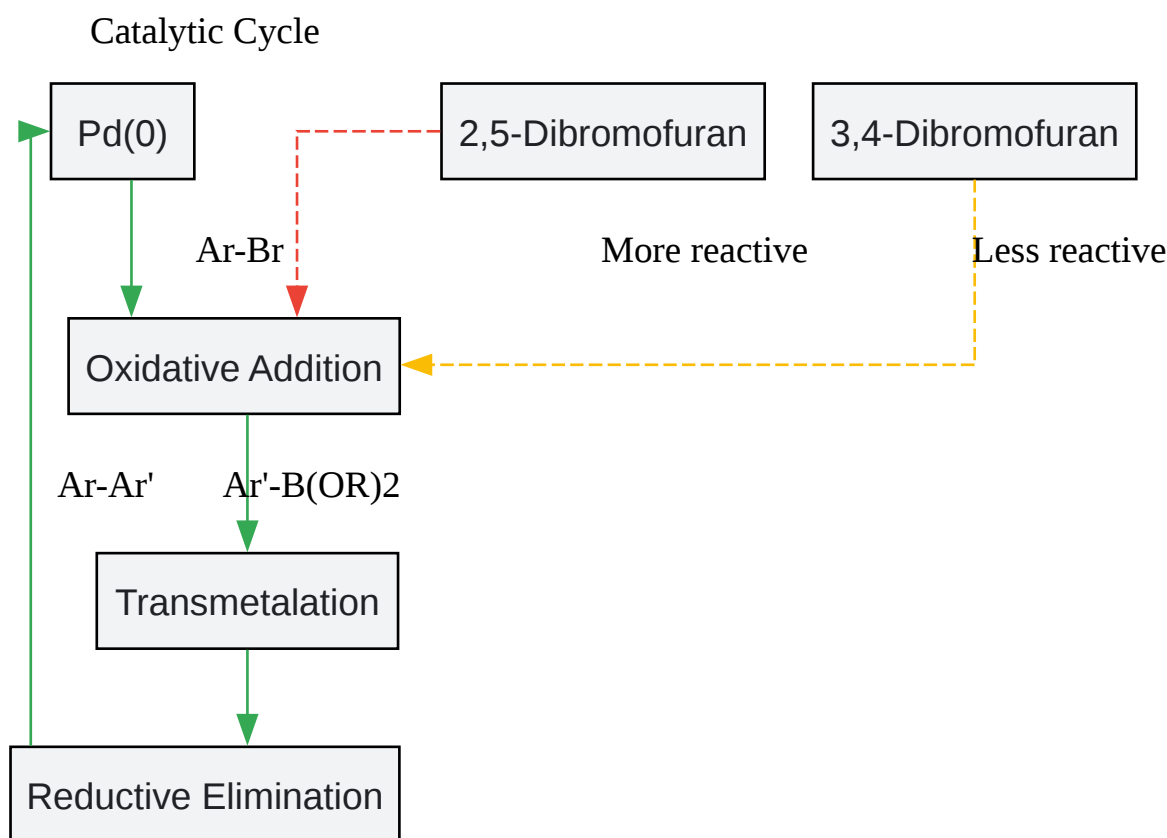 Catalytic Cycle
Pd(0)
2,5-Dibromofuran
3,4-Dibromofuran
Ar-Br
More reactive
Less reactive
Oxidative Addition
Ar-Ar'
Ar'-B(OR)2
Transmetalation
Reductive Elimination